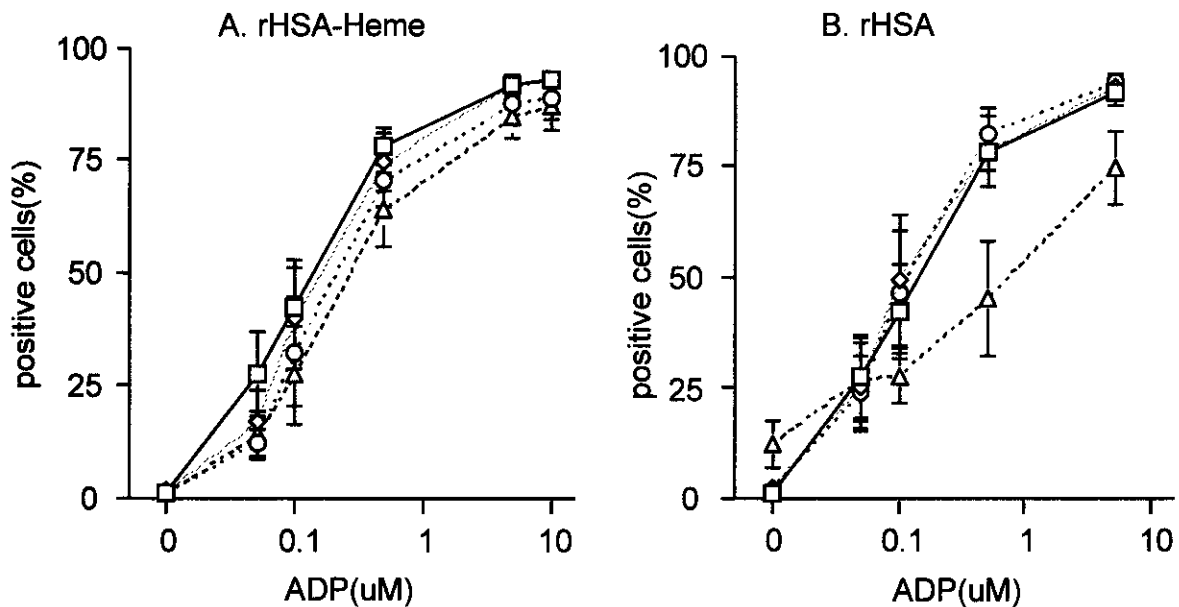 A. rHSA-Heme
positive cells(%)
100
75
50
25
0
0 0.1 1 10
ADP(uM)
B. rHSA
positive cells(%)
100
75
50
25
0
0 0.1 1 10
ADP(uM)